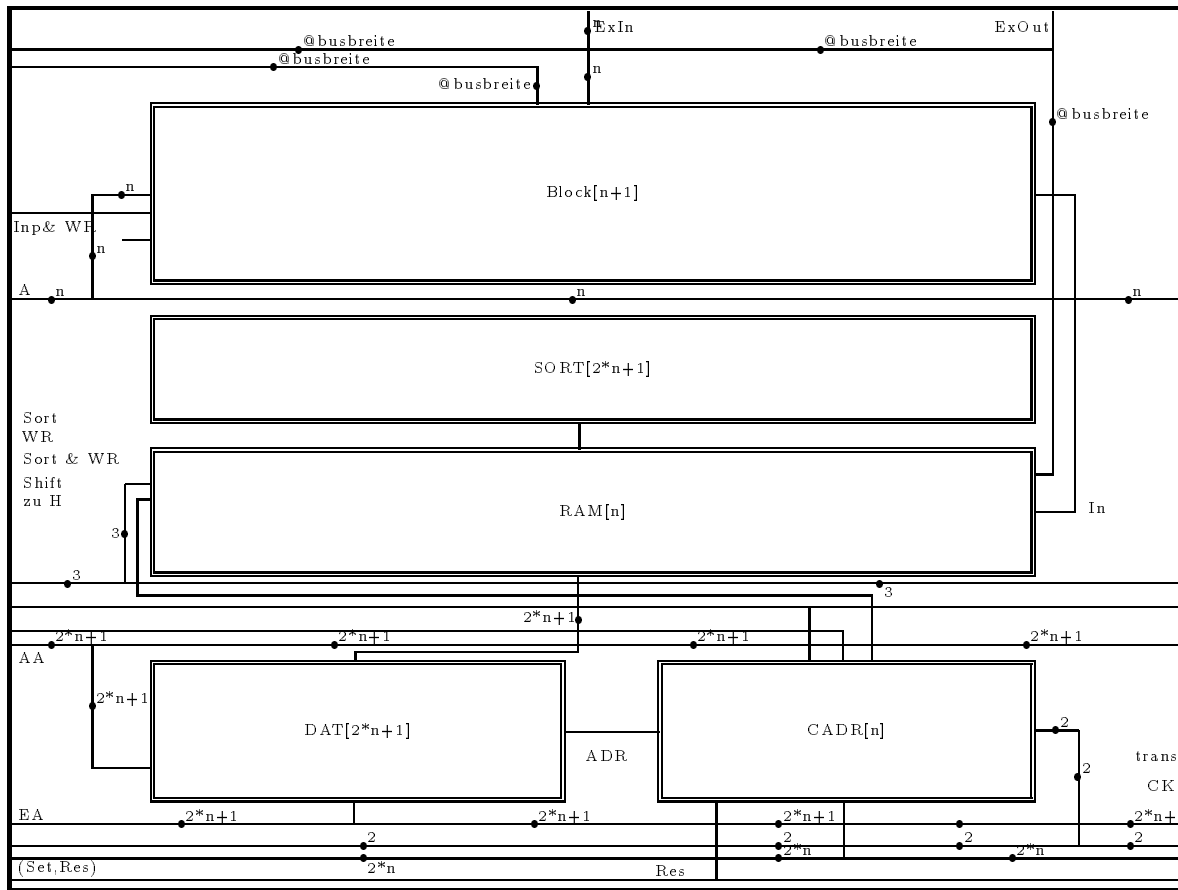 n
ExIn
ExOut
@busbreite
@busbreite
@busbreite
n
@busbreite
@busbreite
n
Block[n+1]
Inp& WR
n
A
n
n
n
SORT[2*n+1]
Sort
WR
Sort & WR
Shift
zu H
RAM[n]
In
3
3
3
2*n+1
2*n+1
2*n+1
2*n+1
2*n+1
AA
2*n+1
DAT[2*n+1]
CADR[n]
2
ADR
trans
2
CK
EA
2*n+1
2*n+1
2*n+1
2*n+
2
2
2
2
2*n
2*n
(Set,Res)
2*n
Res